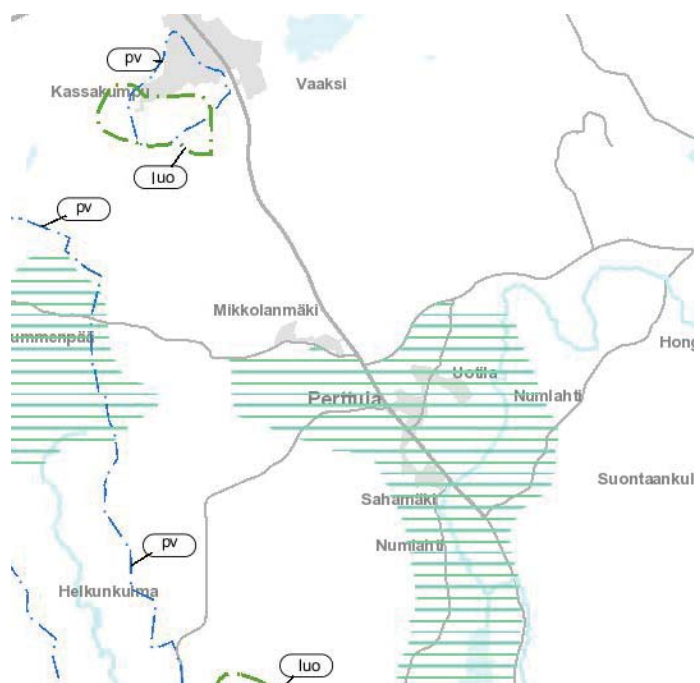 pv
Kassakumpu
Vaaksi
luo
pv
Mikkolanmäki
ummenpää
Hong
Uotila
Perttula
Numlahti
Suontaankul
Sahamäki
Numlahti
pv
Helkunkulma
luo